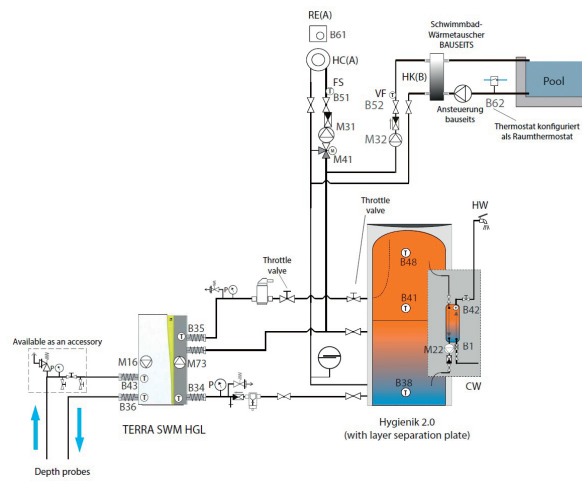 RE(A)
B61
HC(A)
FS
B51
M31
M41
Schwimmbad-
Wärmetauscher
BAUSEITS
HK(B)
VF
B52
M32
Ansteuerung
bauseits
B62
Pool
Thermostat konfiguriert
als Raumthermostat
HW
Throttle
valve
Throttle
valve
B48
B41
B42
M22
B1
B38
CW
Available as an accessory
P
P
P
M16
B43
B36
B35
M73
B34
TERRA SWM HGL
Hygienik 2.0
(with layer separation plate)
Depth probes